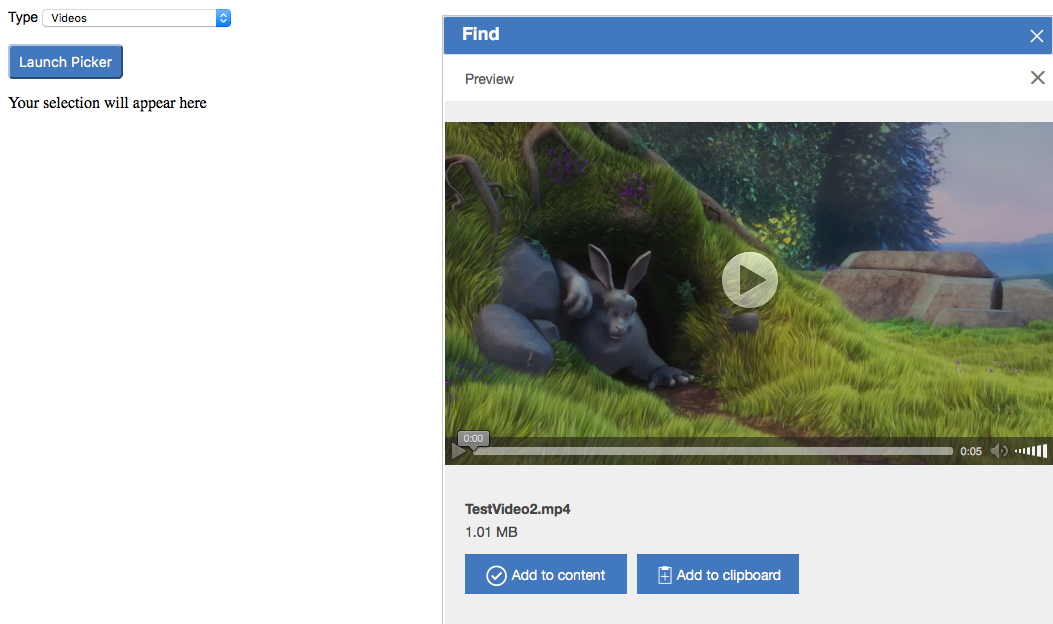 Type Videos
Launch Picker
Your selection will appear here
Find
Preview
0:00
0:05
TestVideo2.mp4
1.01 MB
Add to content Add to clipboard